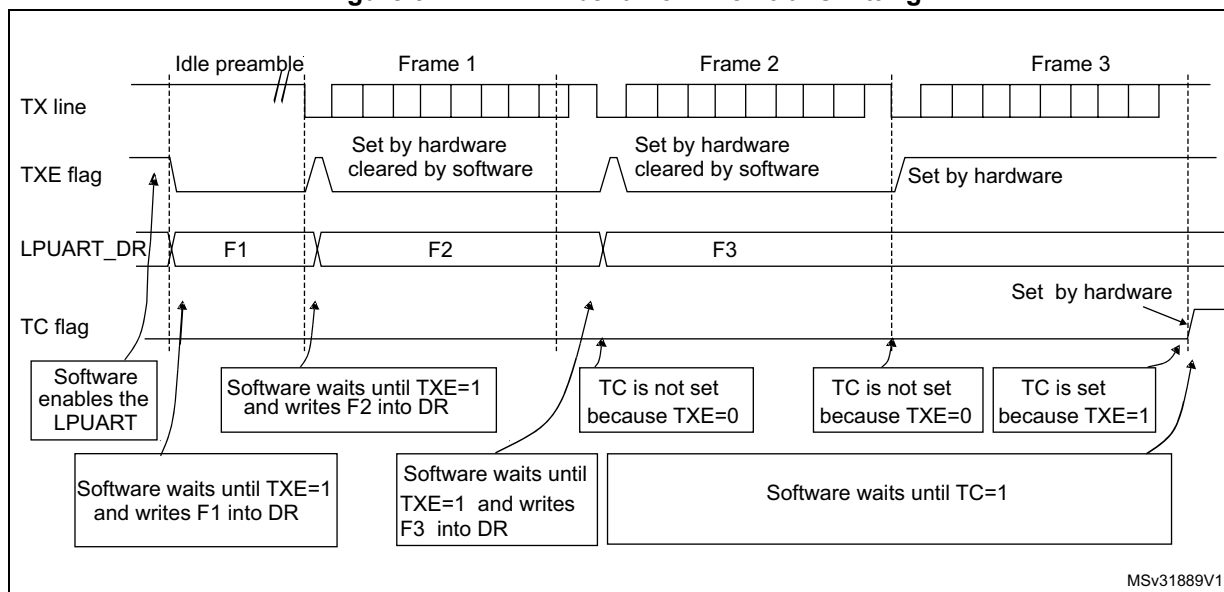 Idle preamble
Frame 1
Frame 2
Frame 3
TX line
Set by hardware
cleared by software
Set by hardware
cleared by software
TXE flag
Set by hardware
LPUART_DR
F1
F2
F3
Set by hardware
TC flag
Software
enables the
LPUART
Software waits until TXE=1
and writes F2 into DR
TC is not set
because TXE=0
TC is not set
because TXE=0
TC is set
because TXE=1
Software waits until TXE=1
and writes F1 into DR
Software waits until
TXE=1 and writes
F3 into DR
Software waits until TC=1
MSv31889V1